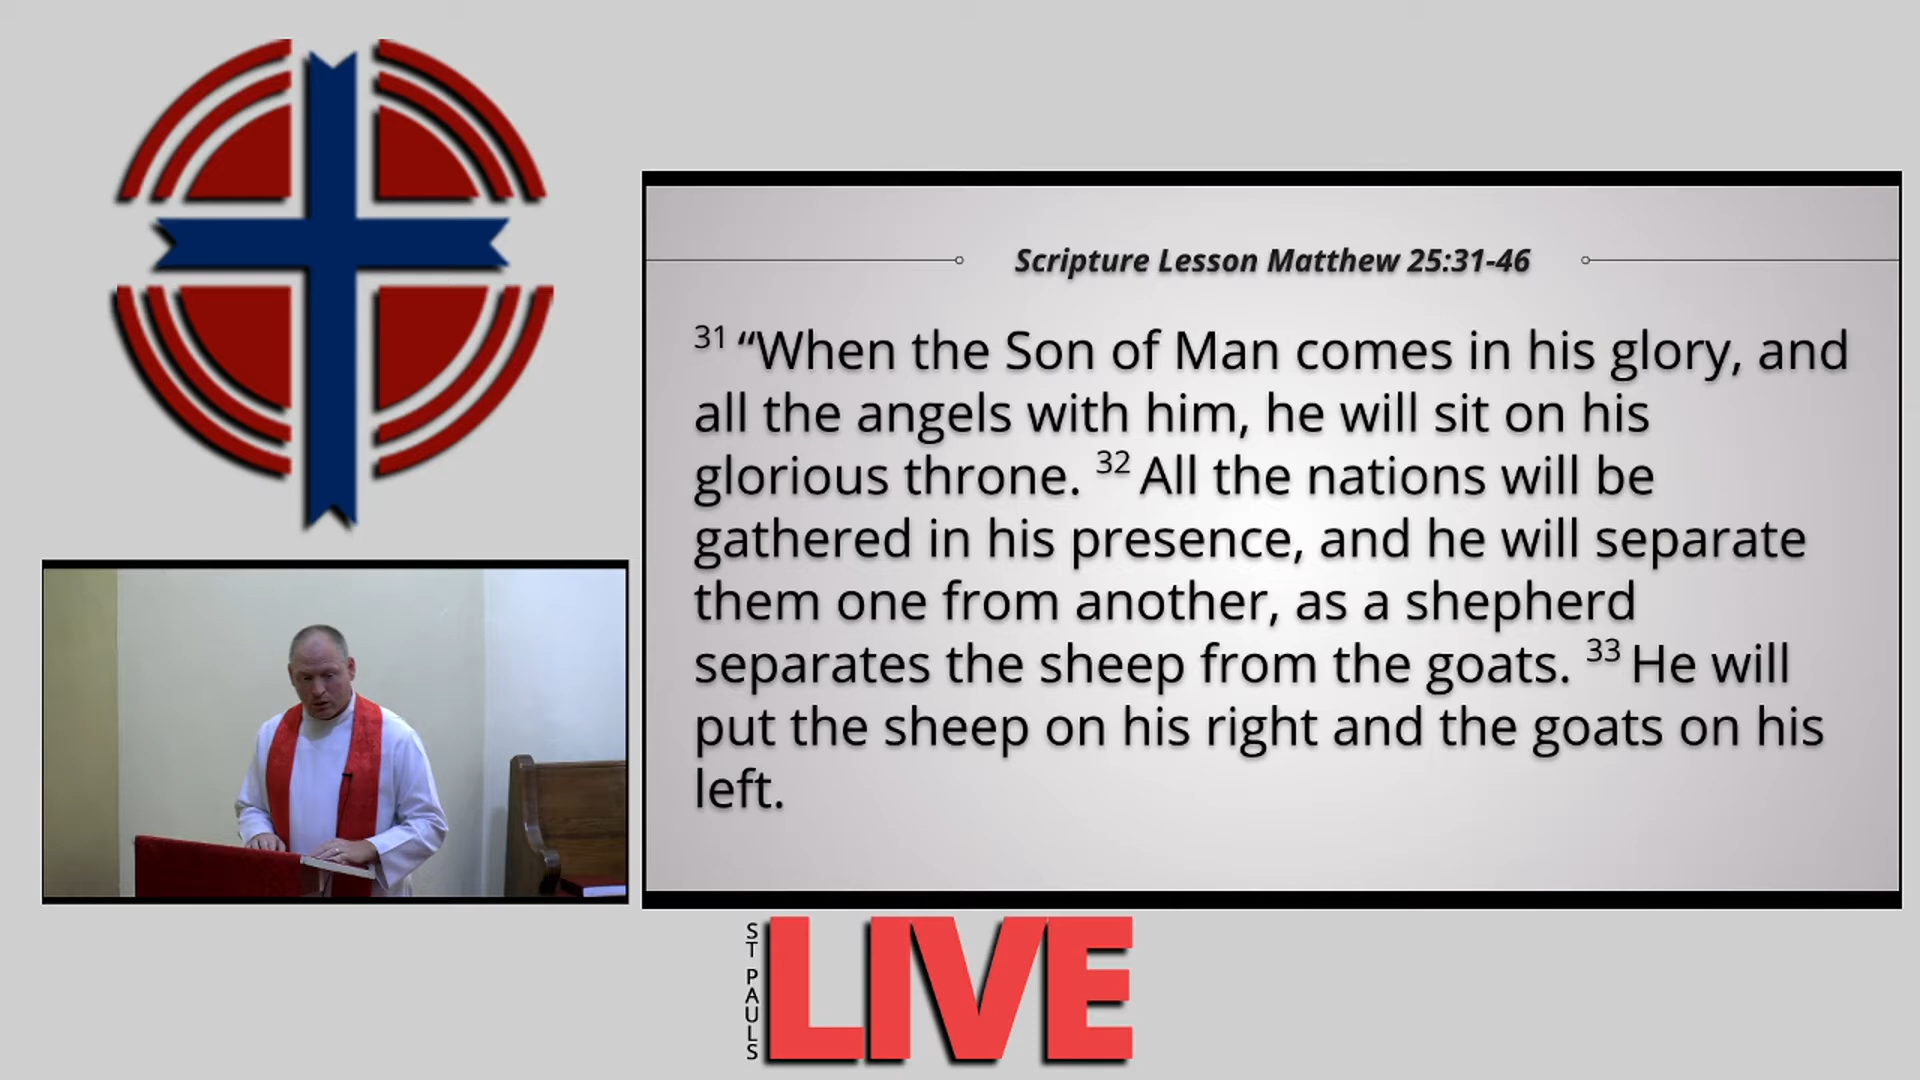 Scripture Lesson Matthew 25:31-46
31 “When the Son of Man comes in his glory, and
all the angels with him, he will sit on his
glorious throne. 32 All the nations will be
gathered in his presence, and he will separate
them one from another, as a shepherd
separates the sheep from the goats. 33 He will
put the sheep on his right and the goats on his
left.
ST PAULS
LIVE